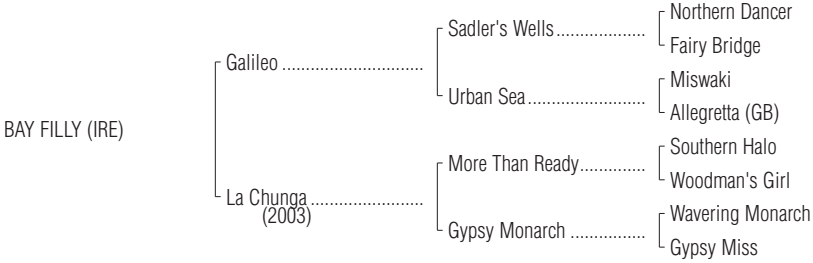 Northern Dancer
Sadler's Wells...................
Fairy Bridge
Galileo ..............................
Miswaki
Urban Sea.........................
Allegretta (GB)
BAY FILLY (IRE)
Southern Halo
More Than Ready..............
Woodman's Girl
La Chunga........................
(2003)
Wavering Monarch
Gypsy Monarch ................
Gypsy Miss